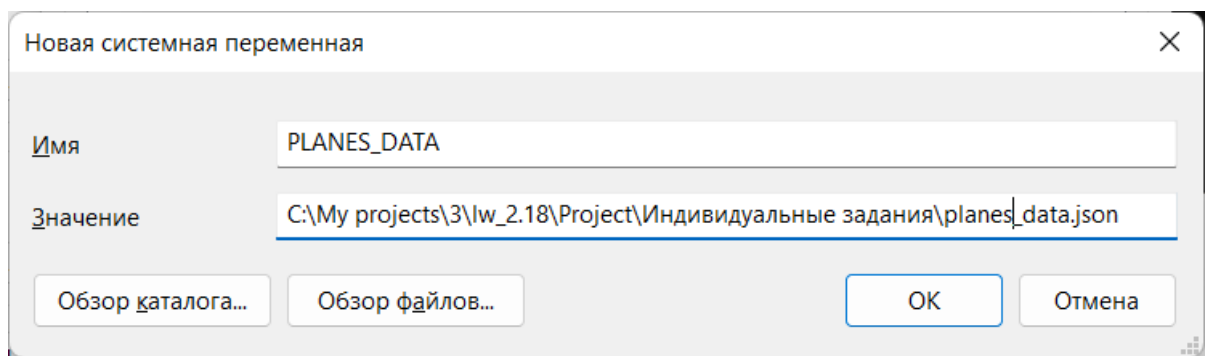 Новая системная переменная
Имя PLANES_DATA
Значение C:\My projects\3\lw_2.18\Project\Индивидуальные задания\planes_data.json
Обзор каталога... Обзор файлов... ОК Отмена